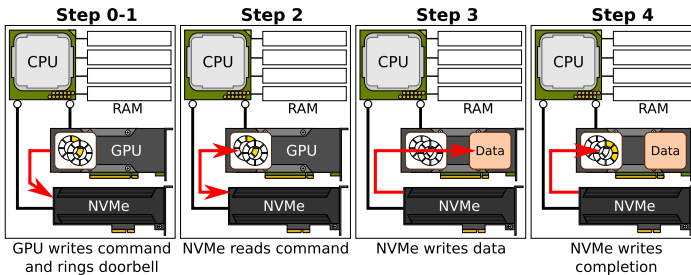 Step 0-1
CPU
RAM
GPU
NVMe
GPU writes command
and rings doorbell
Step 2
CPU
RAM
GPU
NVMe
NVMe reads command
Step 3
CPU
RAM
Data
NVMe
NVMe writes data
Step 4
CPU
RAM
Data
NVMe
NVMe writes
completion